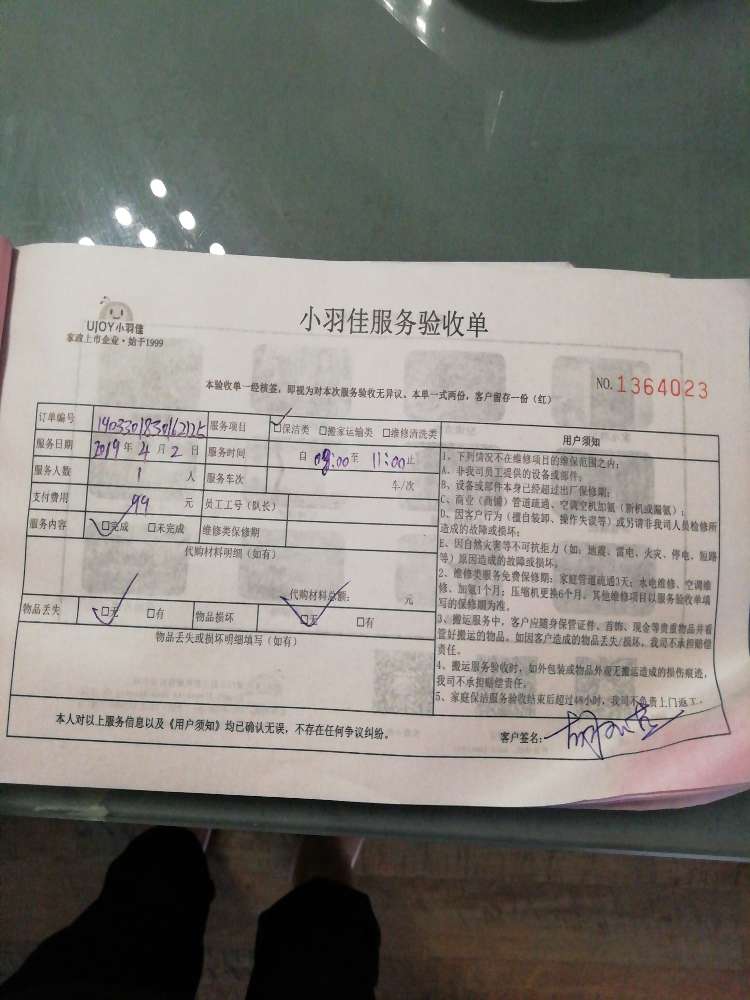 UJOY小羽佳
家政上市企业·始于1999
小羽佳服务验收单
本验收单一经核签，即视为对本次服务验收无异议、本单一式两份，客户留存一份（红）
NO.1364023
订单编号 服务项目 ☑保洁类 □搬家运输类 □维修清洗类
服务日期 2019年4月2日 服务时间 自09:00至11:00止
服务人数 1 人 服务车次 车/次
支付费用 99 元 员工工号（队长）
服务内容 ☑完成 □未完成 维修类保修期
代购材料明细（如有）
代购材料总额： 元
物品丢失 ☑无 □有 物品损坏 ☑无 □有
物品丢失或损坏明细填写（如有）
用户须知
1、下列情况不在维修项目的维保范围之内：
A、非我司员工提供的设备或部件；
B、设备或部件本身已经超过出厂保修期；
C、商业（商铺）管道疏通、空调空机加氟（新机或漏氟）；
D、因客户行为（擅自装卸、操作失误等）或另请非我司人员检修所
造成的故障或损坏；
E、因自然灾害等不可抗拒力（如：地震、雷电、火灾、停电、短路
等）原因造成的故障或损坏。
2、维修类服务免费保修期：家庭管道疏通3天；水电维修、空调维
修、加氟1个月；压缩机更换6个月。其他维修项目以服务验收单填
写的保修期为准。
3、搬运服务中，客户应随身保管证件、首饰、现金等贵重物品并看
管好搬运的物品。如因客户造成的物品丢失/损坏，我司不承担赔偿
责任。
4、搬运服务验收时，如外包装或物品外观无搬运造成的损伤痕迹，
我司不承担赔偿责任。
5、家庭保洁服务验收结束后超过48小时，我司不负责上门返工。
本人对以上服务信息以及《用户须知》均已确认无误，不存在任何争议纠纷。
客户签名：